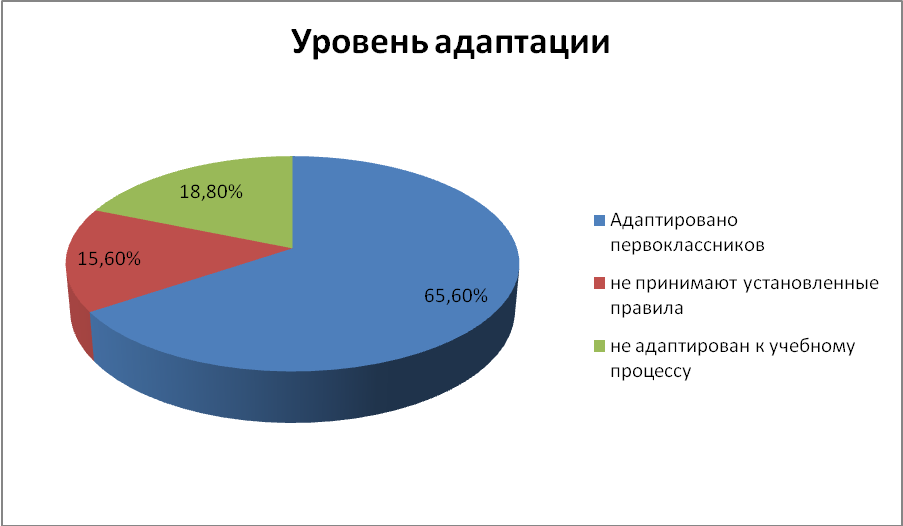 Уровень адаптации
18,80%
15,60%
65,60%
Адаптировано
первоклассников
не принимают установленные
правила
не адаптирован к учебному
процессу